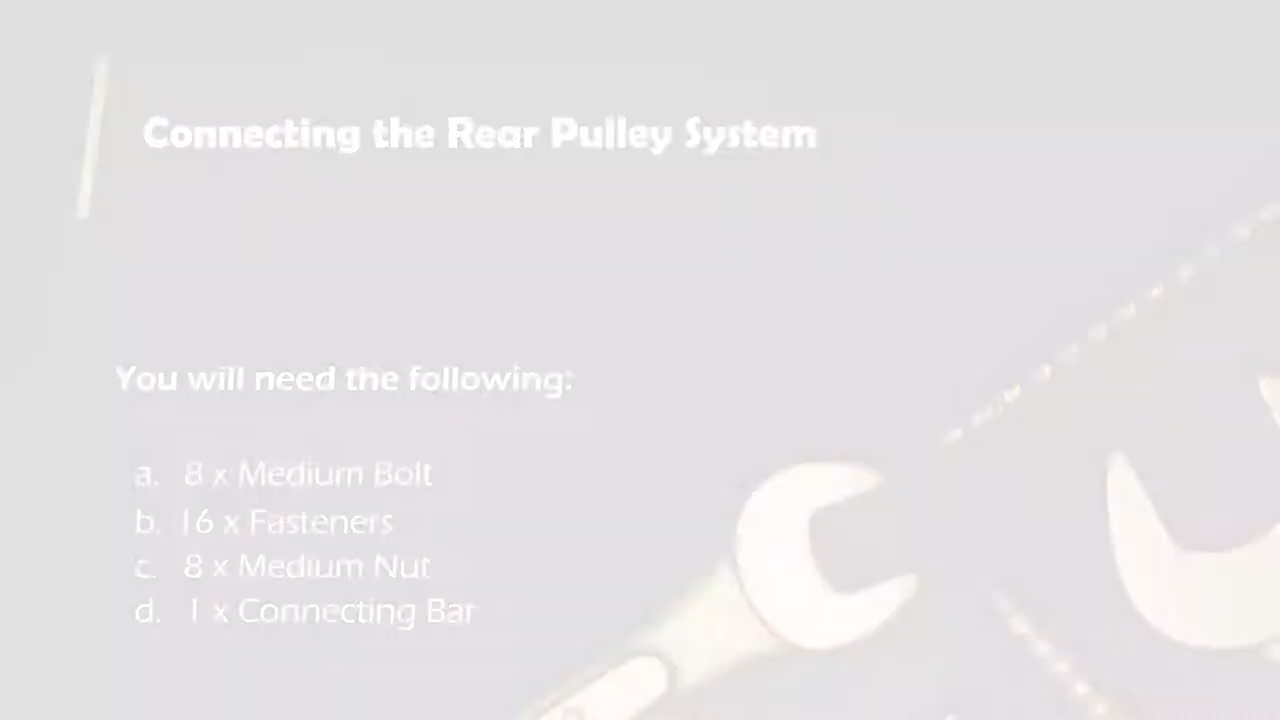 Connecting the Rear Pulley System
You will need the following:
a. 8 x Medium Bolt
b. 16 x Fasteners
c. 8 x Medium Nut
d. 1 x Connecting Bar